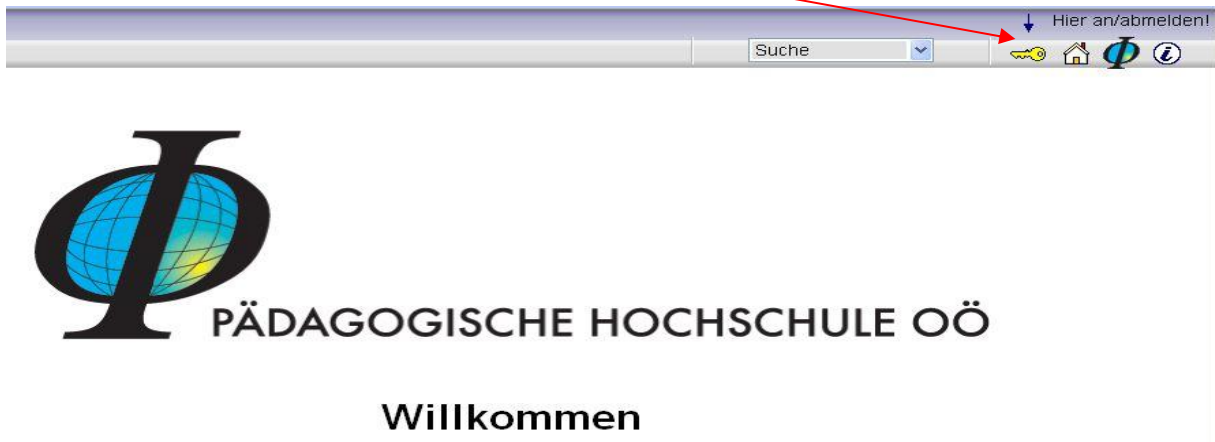 Hier an/abmelden!
Suche
PÄDAGOGISCHE HOCHSCHULE OÖ
Willkommen